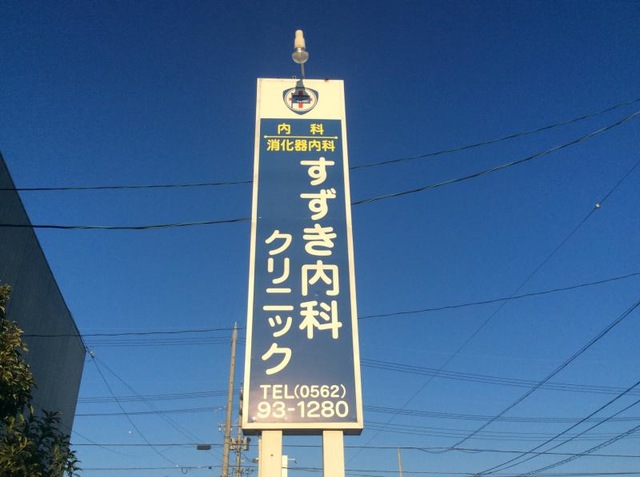 内科
消化器内科
すずき内科
クリニック
TEL(0562)
93-1280